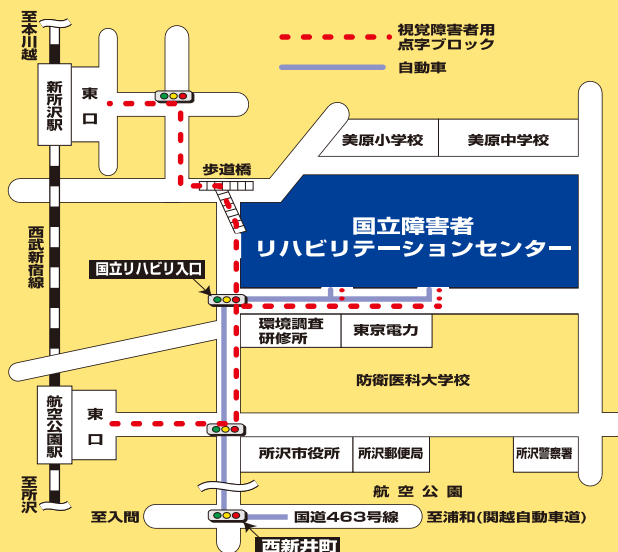 至本川越
視覚障害者用
点字ブロック
自動車
新所沢駅
東口
美原小学校
美原中学校
歩道橋
国立障害者
リハビリテーションセンター
西武新宿線
国立リハビリ入口
環境調査
研修所
東京電力
防衛医科大学校
航空公園駅
東口
所沢市役所
所沢郵便局
所沢警察署
至所沢
航空公園
至入間
国道463号線
至浦和(関越自動車道)
西新井町